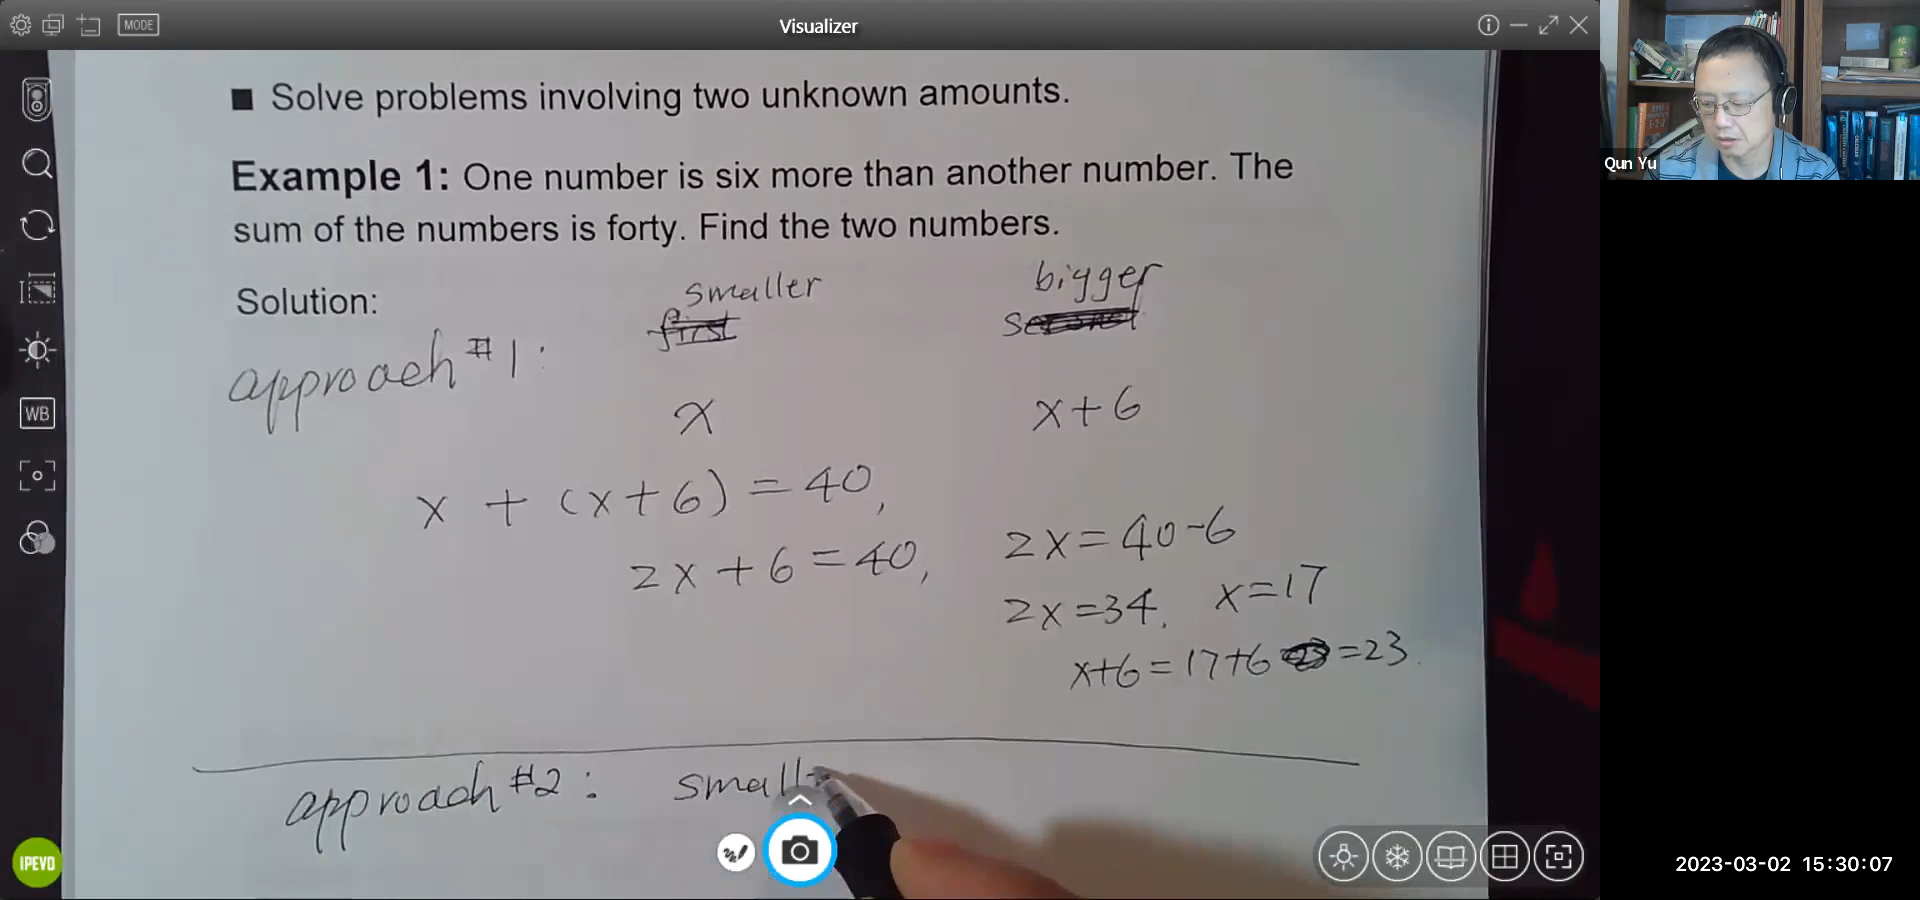 MODE
Visualizer
■ Solve problems involving two unknown amounts.
Example 1: One number is six more than another number. The
sum of the numbers is forty. Find the two numbers.
Solution:
smaller
bigger
first
approach #1:
x
x+6
x + (x+6) = 40,
2x + 6 = 40,
2x = 40-6
2x = 34.
x = 17
x+6 = 17+6 = 23.
approach #2:
small
WB
IPEVO
Qun Yu
2023-03-02 15:30:07